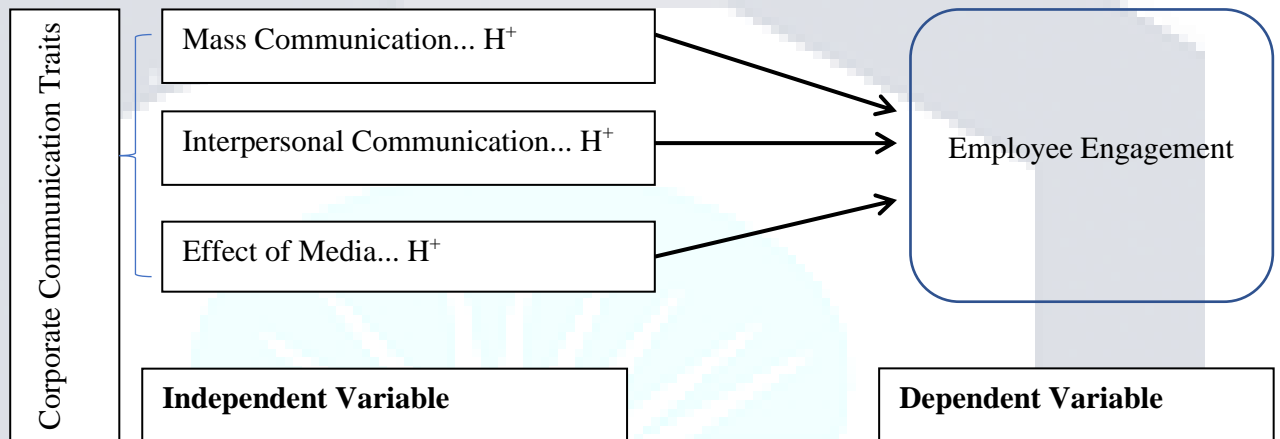 Corporate Communication Traits
Mass Communication... H⁺
Interpersonal Communication... H⁺
Effect of Media... H⁺
Employee Engagement
Independent Variable
Dependent Variable